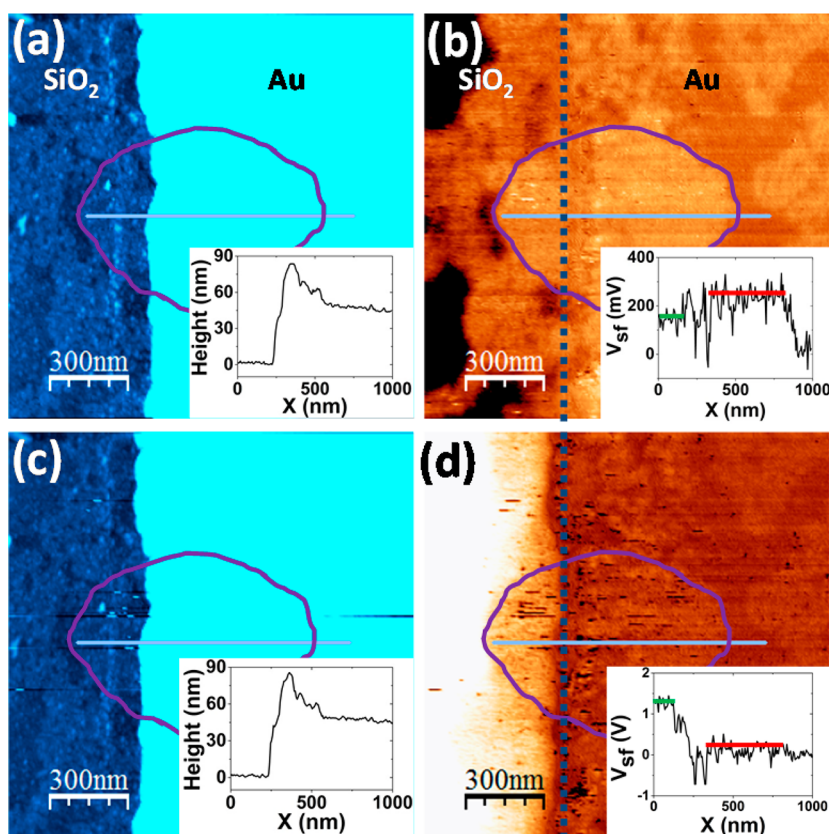 (a)
SiO2
Au
300nm
Height (nm)
90
60
30
0
0 500 1000
X (nm)
(b)
SiO2
Au
300nm
Vsf (mV)
400
200
0
0 500 1000
X (nm)
(c)
300nm
Height (nm)
90
60
30
0
0 500 1000
X (nm)
(d)
300nm
Vsf (V)
2
1
0
-1
0 500 1000
X (nm)